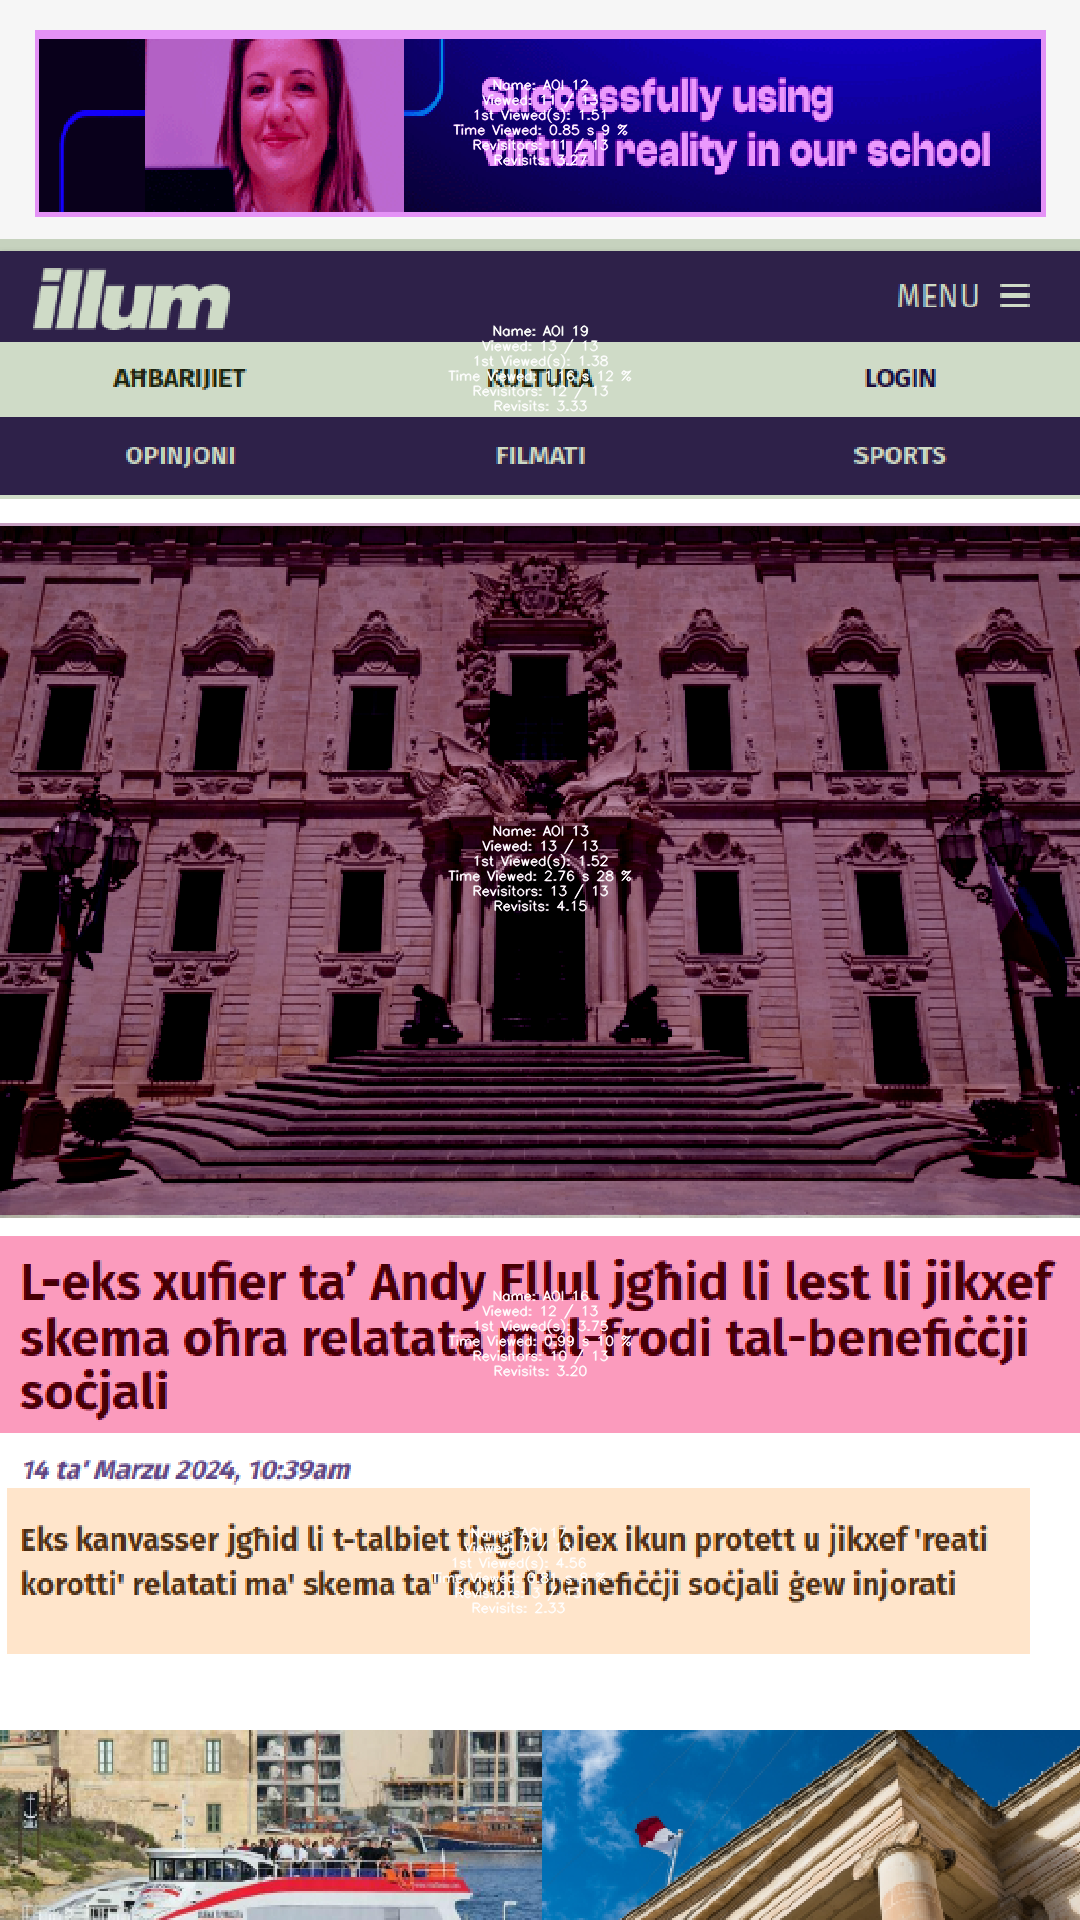 Successfully using
virtual reality in our school
Name: AOI 12
Viewed: 11 / 13
1st Viewed(s): 1.51
Time Viewed: 0.85 s 9 %
Revisitors: 11 / 13
Revisits: 3.27
illum
MENU
Name: AOI 19
Viewed: 13 / 13
1st Viewed(s): 1.38
Time Viewed: 1.16 s 12 %
Revisitors: 12 / 13
Revisits: 3.33
AĦBARIJIET KULTURA LOGIN
OPINJONI FILMATI SPORTS
Name: AOI 13
Viewed: 13 / 13
1st Viewed(s): 1.52
Time Viewed: 2.76 s 28 %
Revisitors: 13 / 13
Revisits: 4.15
L-eks xufier ta’ Andy Ellul jgħid li lest li jikxef
skema oħra relatata mal-frodi tal-benefiċċji
soċjali
Name: AOI 16
Viewed: 12 / 13
1st Viewed(s): 3.75
Time Viewed: 0.99 s 10 %
Revisitors: 10 / 13
Revisits: 3.20
14 ta' Marzu 2024, 10:39am
Eks kanvasser jgħid li t-talbiet tiegħu biex ikun protett u jikxef 'reati
korotti' relatati ma' skema ta' frodi f'benefiċċji soċjali ġew injorati
1st Viewed(s): 4.56
Revisits: 2.33